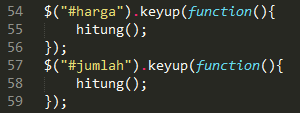 54 $("#harga").keyup(function(){
55     hitung();
56 });
57 $("#jumlah").keyup(function(){
58     hitung();
59 });